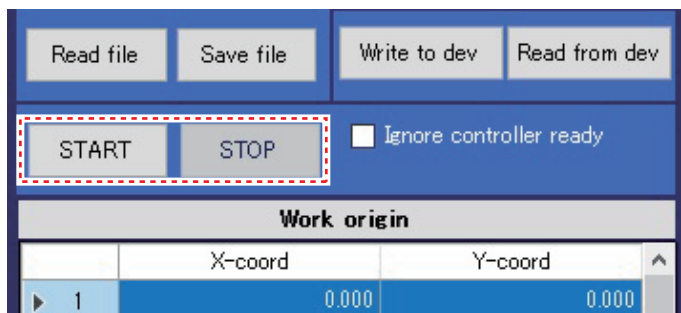 Read file Save file Write to dev Read from dev
START STOP Ignore controller ready
Work origin
X-coord Y-coord
1 0.000 0.000